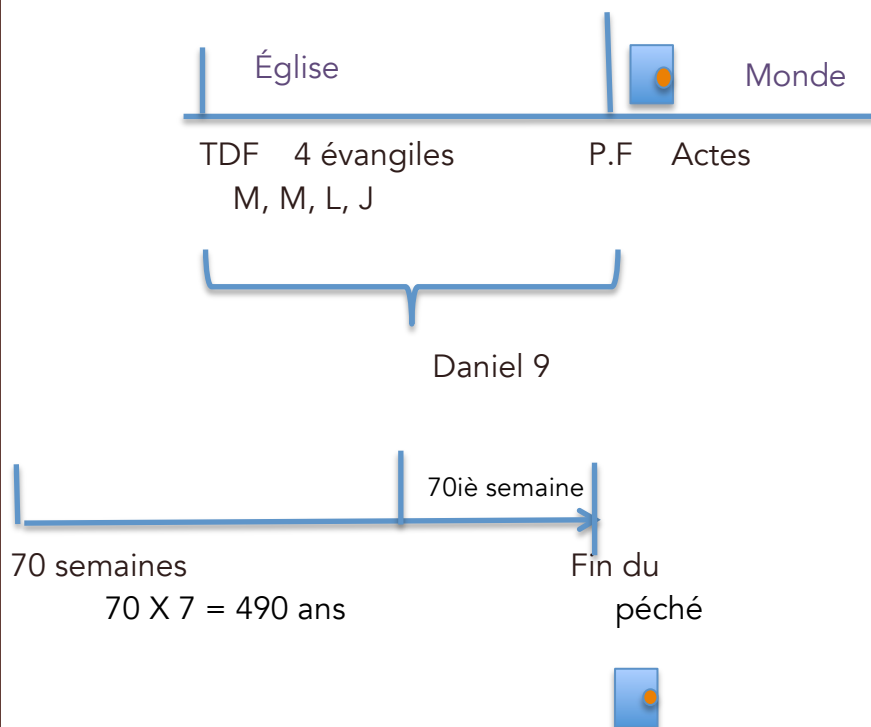 Église
Monde
TDF 4 évangiles P.F Actes
M, M, L, J
Daniel 9
70iè semaine
70 semaines Fin du
70 X 7 = 490 ans péché